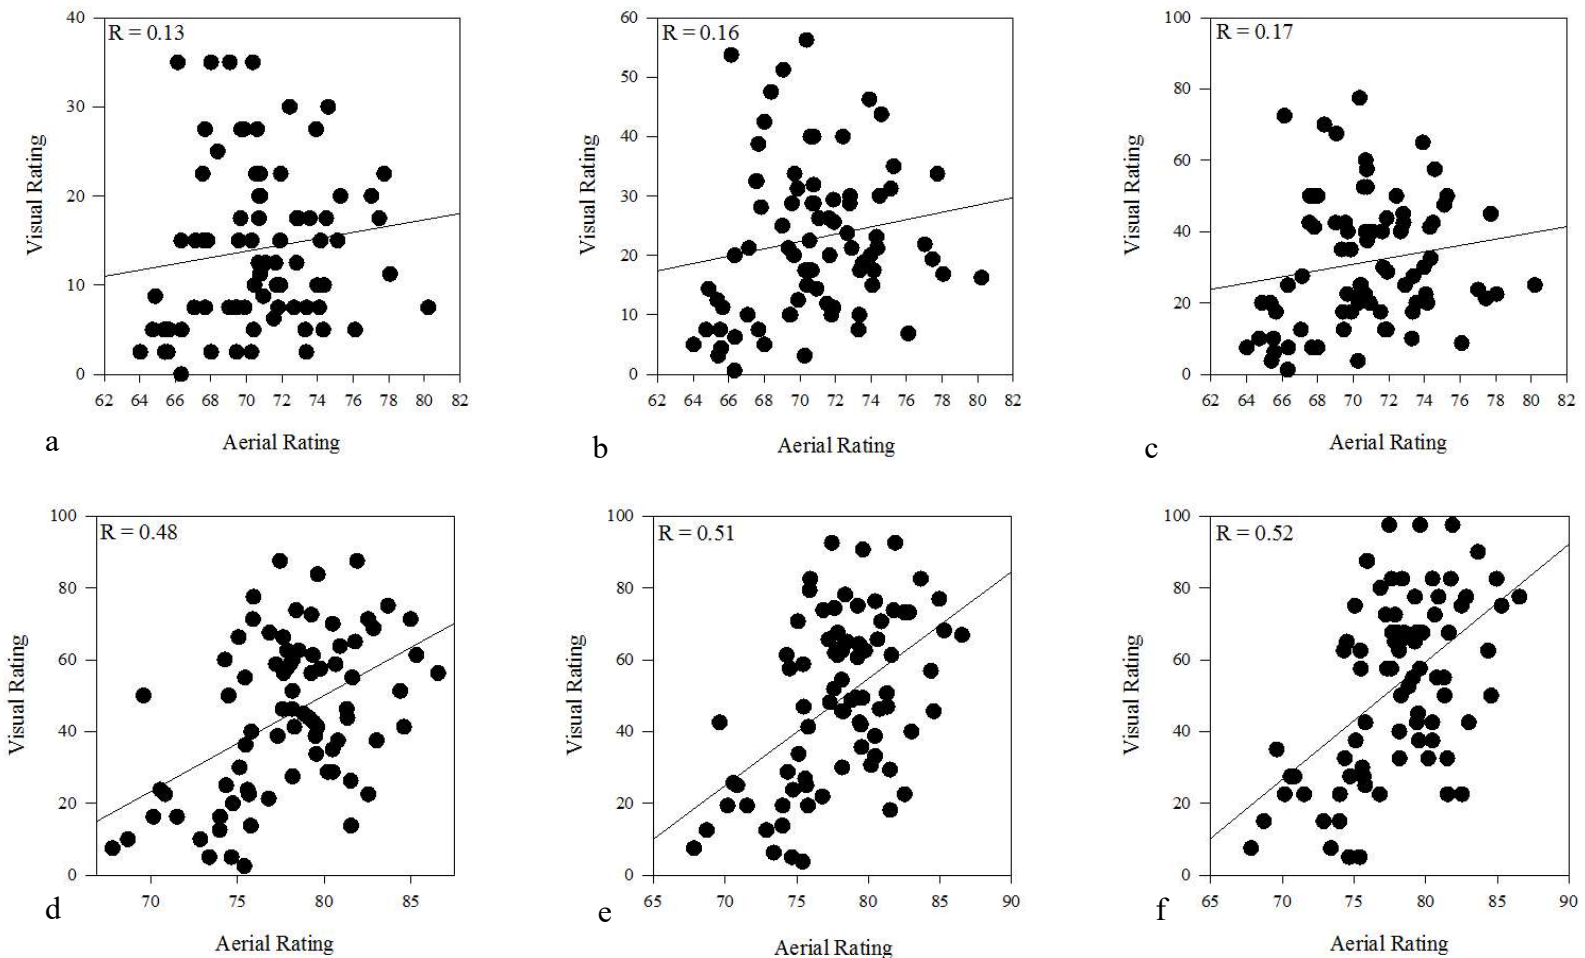 R = 0.13
Visual Rating
40
30
20
10
0
62 64 66 68 70 72 74 76 78 80 82
Aerial Rating
a
R = 0.16
Visual Rating
60
50
40
30
20
10
0
62 64 66 68 70 72 74 76 78 80 82
Aerial Rating
b
R = 0.17
Visual Rating
100
80
60
40
20
0
62 64 66 68 70 72 74 76 78 80 82
Aerial Rating
c
R = 0.48
Visual Rating
100
80
60
40
20
0
70 75 80 85
Aerial Rating
d
R = 0.51
Visual Rating
100
80
60
40
20
0
65 70 75 80 85 90
Aerial Rating
e
R = 0.52
Visual Rating
100
80
60
40
20
0
65 70 75 80 85 90
Aerial Rating
f